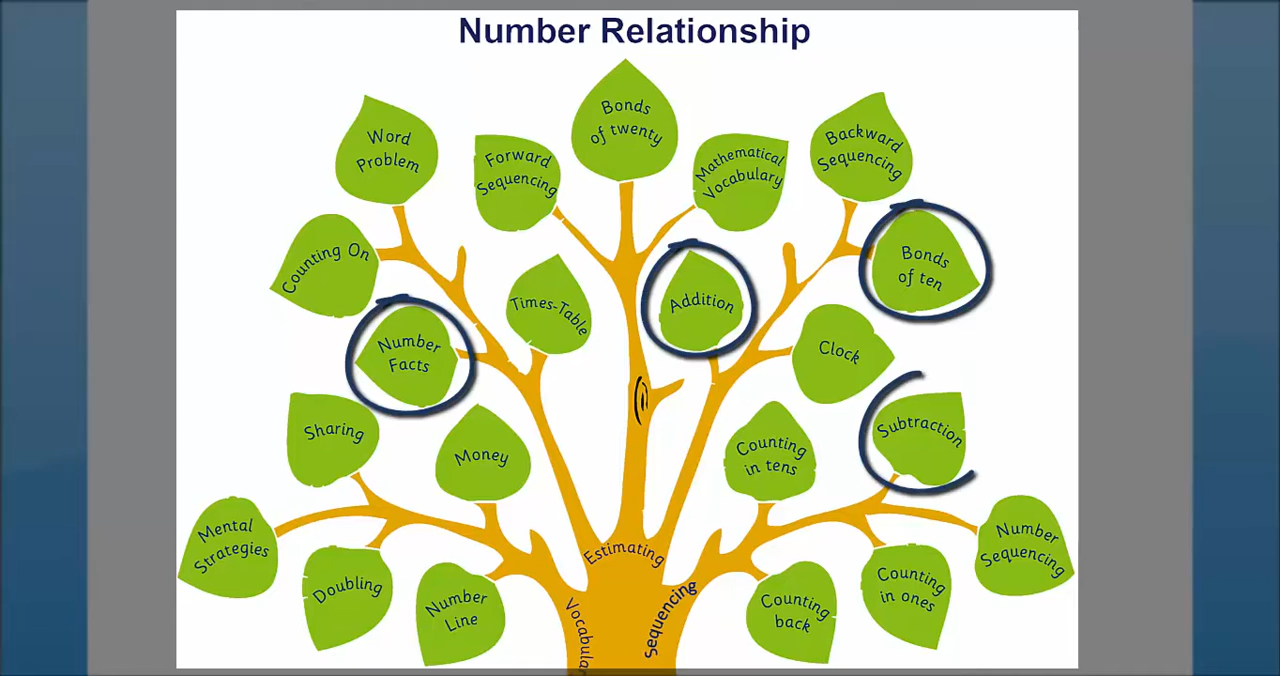 Number Relationship
Bonds
of twenty
Word
Problem
Forward
Sequencing
Mathematical
Vocabulary
Backward
Sequencing
Counting On
Times-Table
Addition
Bonds
of ten
Number
Facts
Clock
Sharing
Money
Counting
in tens
Subtraction
Mental
Strategies
Doubling
Number
Line
Estimating
Vocabular
Sequencing
Counting
back
Counting
in ones
Number
Sequencing